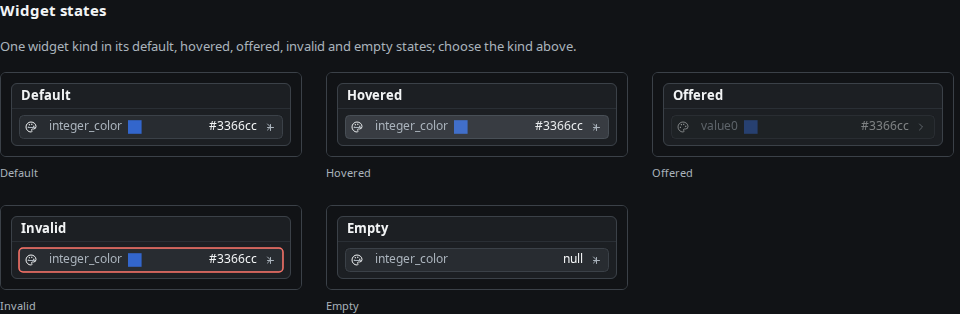 Widget states
One widget kind in its default, hovered, offered, invalid and empty states; choose the kind above.
Default
integer_color #3366cc
Default
Hovered
integer_color #3366cc
Hovered
Offered
value0 #3366cc
Offered
Invalid
integer_color #3366cc
Invalid
Empty
integer_color null
Empty